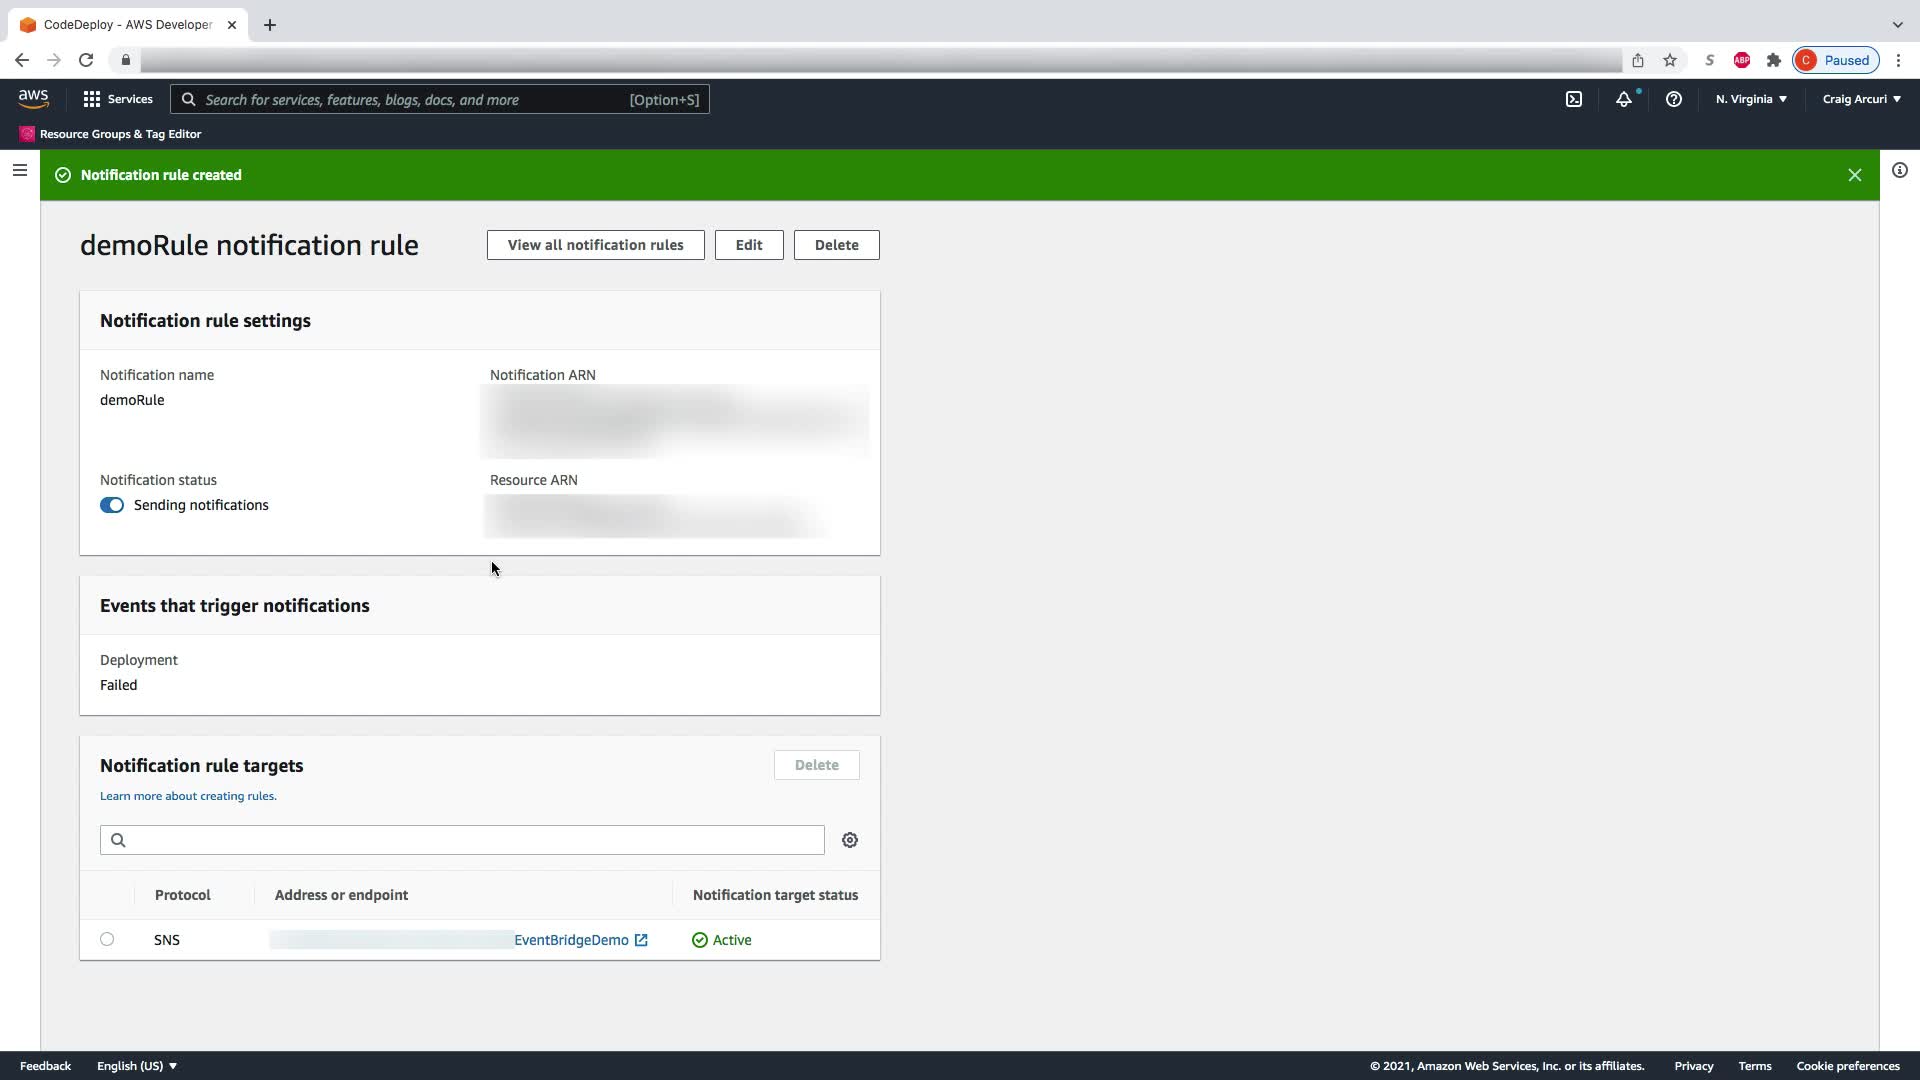 CodeDeploy - AWS Developer
Paused
aws
Services
Search for services, features, blogs, docs, and more
[Option+S]
N. Virginia
Craig Arcuri
Resource Groups & Tag Editor
Notification rule created
demoRule notification rule
View all notification rules
Edit
Delete
Notification rule settings
Notification name
demoRule
Notification ARN
Notification status
Sending notifications
Resource ARN
Events that trigger notifications
Deployment
Failed
Notification rule targets
Delete
Learn more about creating rules.
Protocol
Address or endpoint
Notification target status
SNS
EventBridgeDemo
Active
Feedback
English (US)
© 2021, Amazon Web Services, Inc. or its affiliates.
Privacy
Terms
Cookie preferences